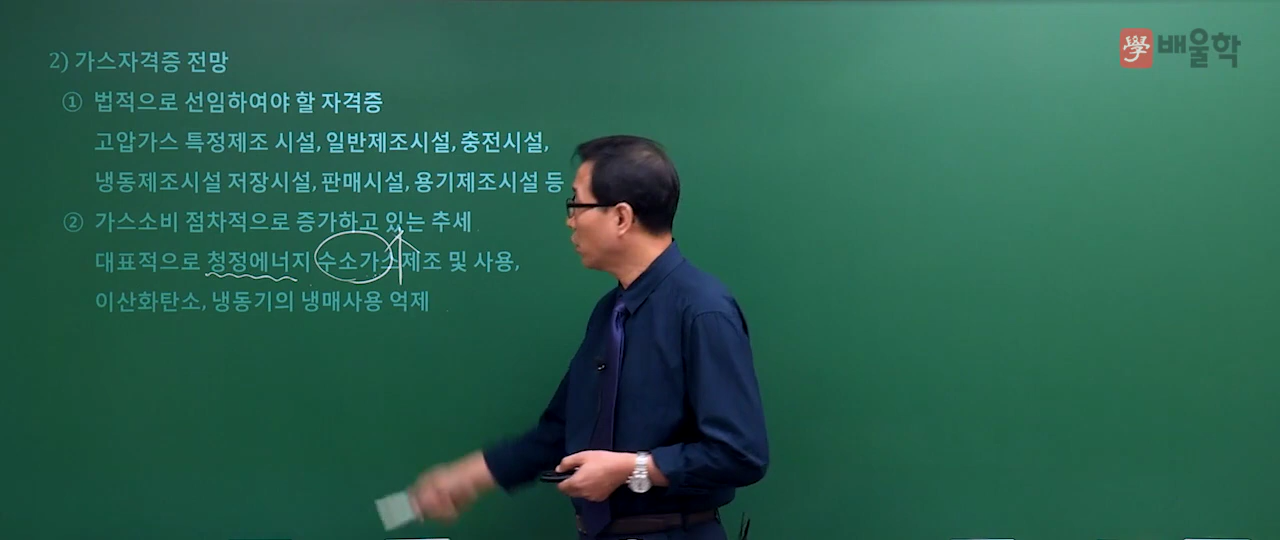 2) 가스자격증 전망
學 배울학
① 법적으로 선임하여야 할 자격증
고압가스 특정제조 시설, 일반제조시설, 충전시설,
냉동제조시설 저장시설, 판매시설, 용기제조시설 등
② 가스소비 점차적으로 증가하고 있는 추세
대표적으로 청정에너지 수소가스제조 및 사용,
이산화탄소, 냉동기의 냉매사용 억제